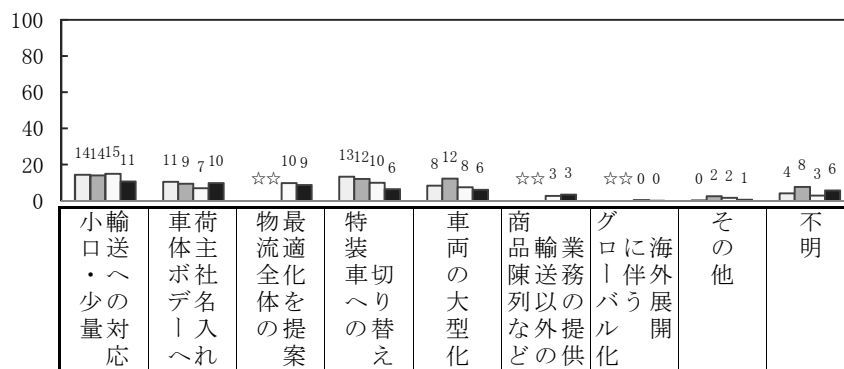 100
80
60
40
20
0
14 14 15 11
11 9 7 10
☆☆ 10 9
13 12 10 6
8 12 8 6
☆☆ 3 3
☆☆ 0 0
0 2 2 1
4 8 3 6
小口・少量
輸送への対応
車体ボデーへ
荷主社名入れ
物流全体の
最適化を提案
特装車への
切り替え
車両の大型化
商品陳列など
輸送以外の
業務の提供
グローバル化
に伴う
海外展開
その他
不明